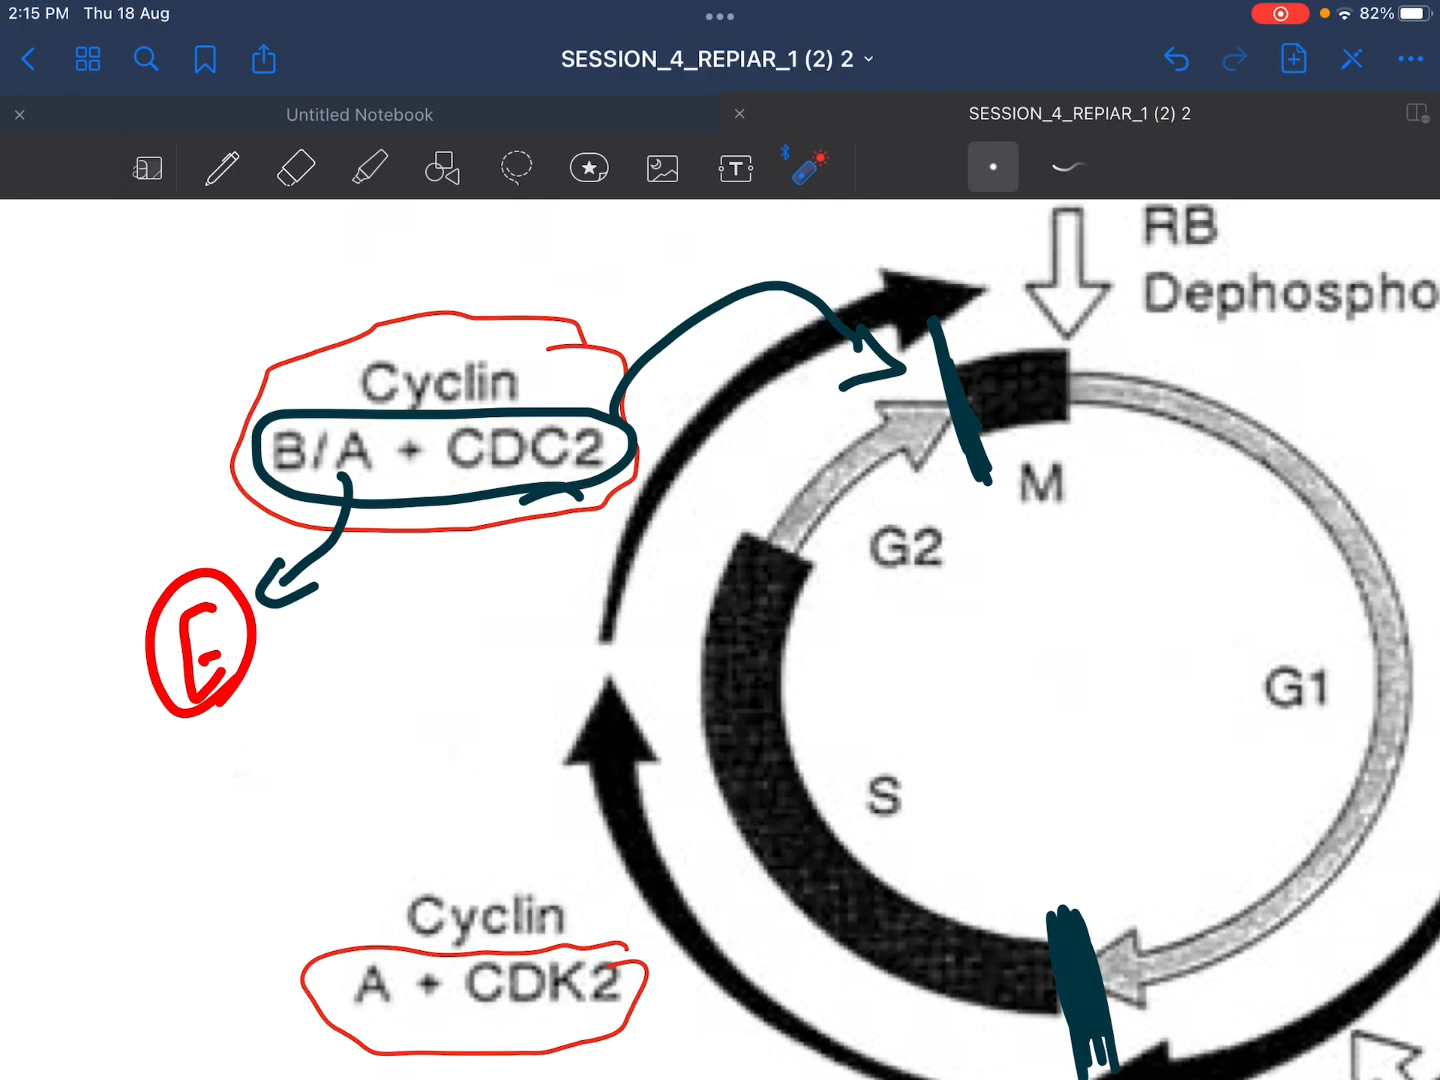 2:15 PM Thu 18 Aug
82%
SESSION_4_REPIAR_1 (2) 2
Untitled Notebook
SESSION_4_REPIAR_1 (2) 2
T
RB
Dephospho
Cyclin
B/A + CDC2
M
G2
E
G1
S
Cyclin
A + CDK2